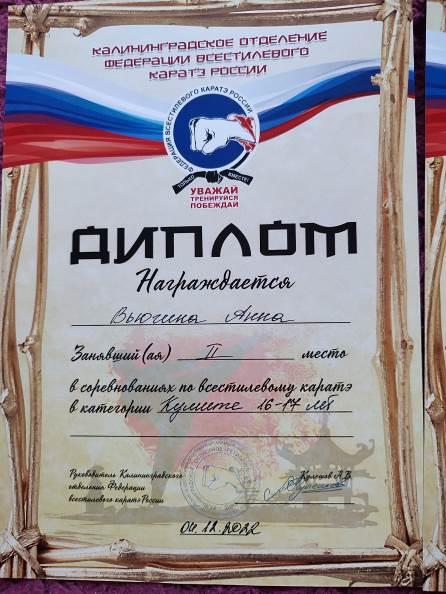 КАЛИНИНГРАДСКОЕ ОТДЕЛЕНИЕ
ФЕДЕРАЦИИ ВСЕСТИЛЕВОГО
КАРАТЭ РОССИИ
ФЕДЕРАЦИЯ ВСЕСТИЛЕВОГО КАРАТЭ РОССИИ
ТОЛЬКО ВМЕСТЕ!
УВАЖАЙ
ТРЕНИРУЙСЯ
ПОБЕЖДАЙ
ДИПЛОМ
Награждается
Вьюгина Анна
Занявший(ая) II место
в соревнованиях по всестилевому каратэ
в категории Кумите 16-17 лет
Руководитель Калининградского
отделения Федерации
всестилевого каратэ России
Кулешов А.В.
04.12.2022